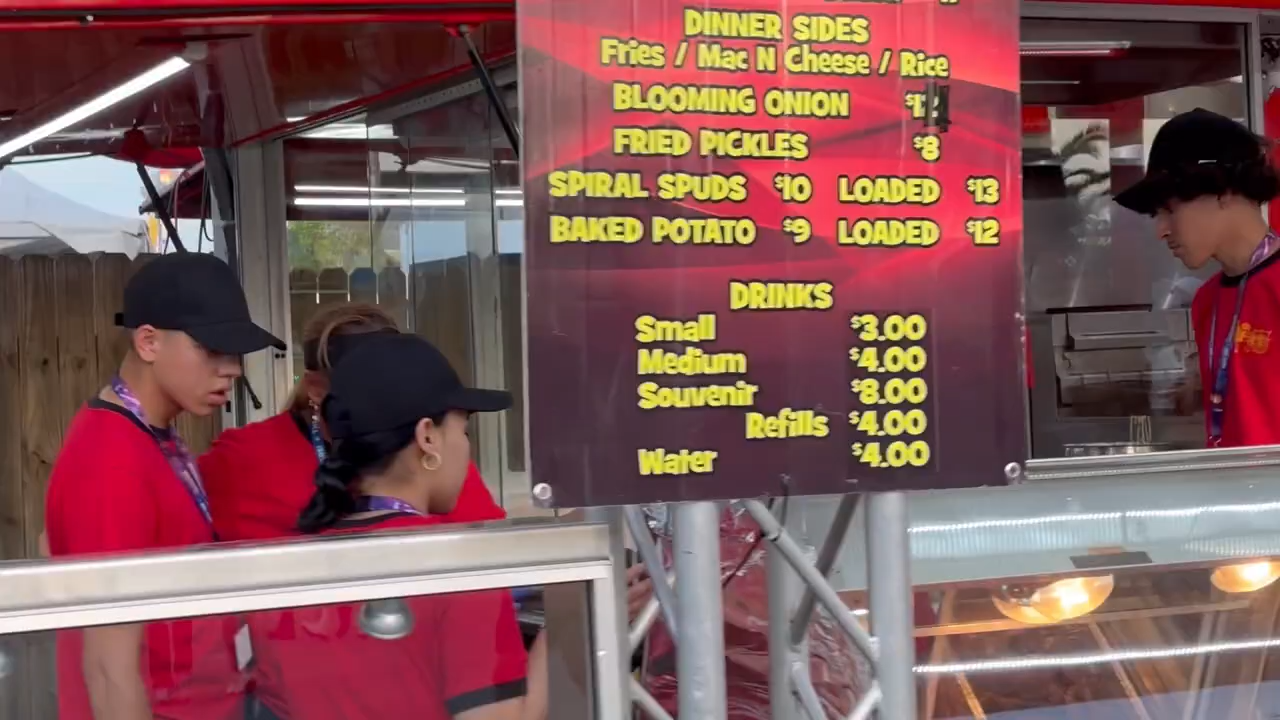 DINNER SIDES
Fries / Mac N Cheese / Rice
BLOOMING ONION $12
FRIED PICKLES $8
SPIRAL SPUDS $10 LOADED $13
BAKED POTATO $9 LOADED $12
DRINKS
Small $3.00
Medium $4.00
Souvenir $8.00
Refills $4.00
Water $4.00